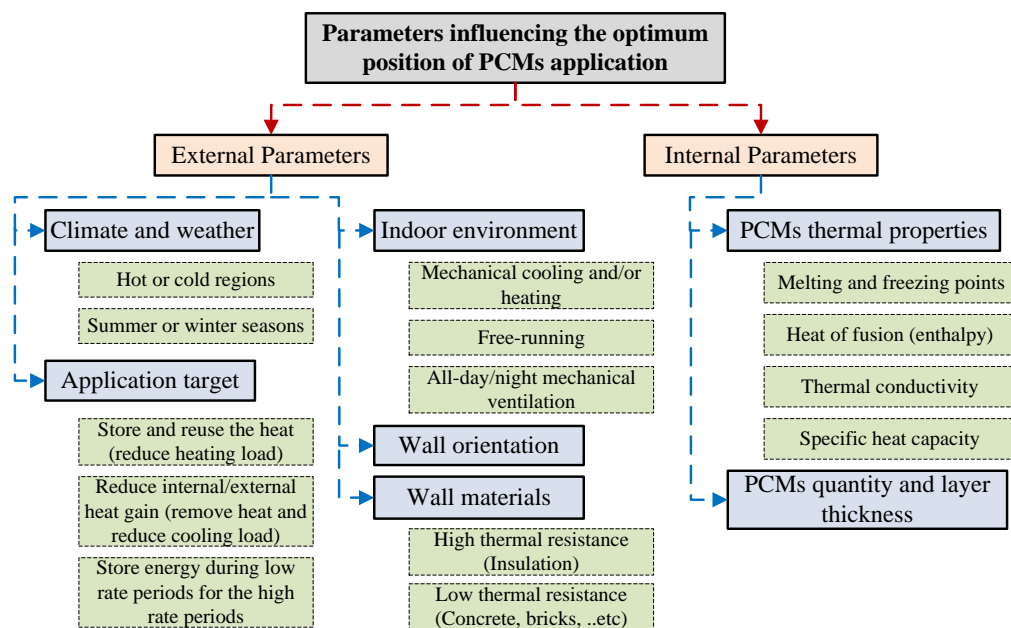 Parameters influencing the optimum
position of PCMs application
External Parameters
Internal Parameters
Climate and weather
Hot or cold regions
Summer or winter seasons
Application target
Store and reuse the heat
(reduce heating load)
Reduce internal/external
heat gain (remove heat and
reduce cooling load)
Store energy during low
rate periods for the high
rate periods
Indoor environment
Mechanical cooling and/or
heating
Free-running
All-day/night mechanical
ventilation
Wall orientation
Wall materials
High thermal resistance
(Insulation)
Low thermal resistance
(Concrete, bricks, ..etc)
PCMs thermal properties
Melting and freezing points
Heat of fusion (enthalpy)
Thermal conductivity
Specific heat capacity
PCMs quantity and layer
thickness